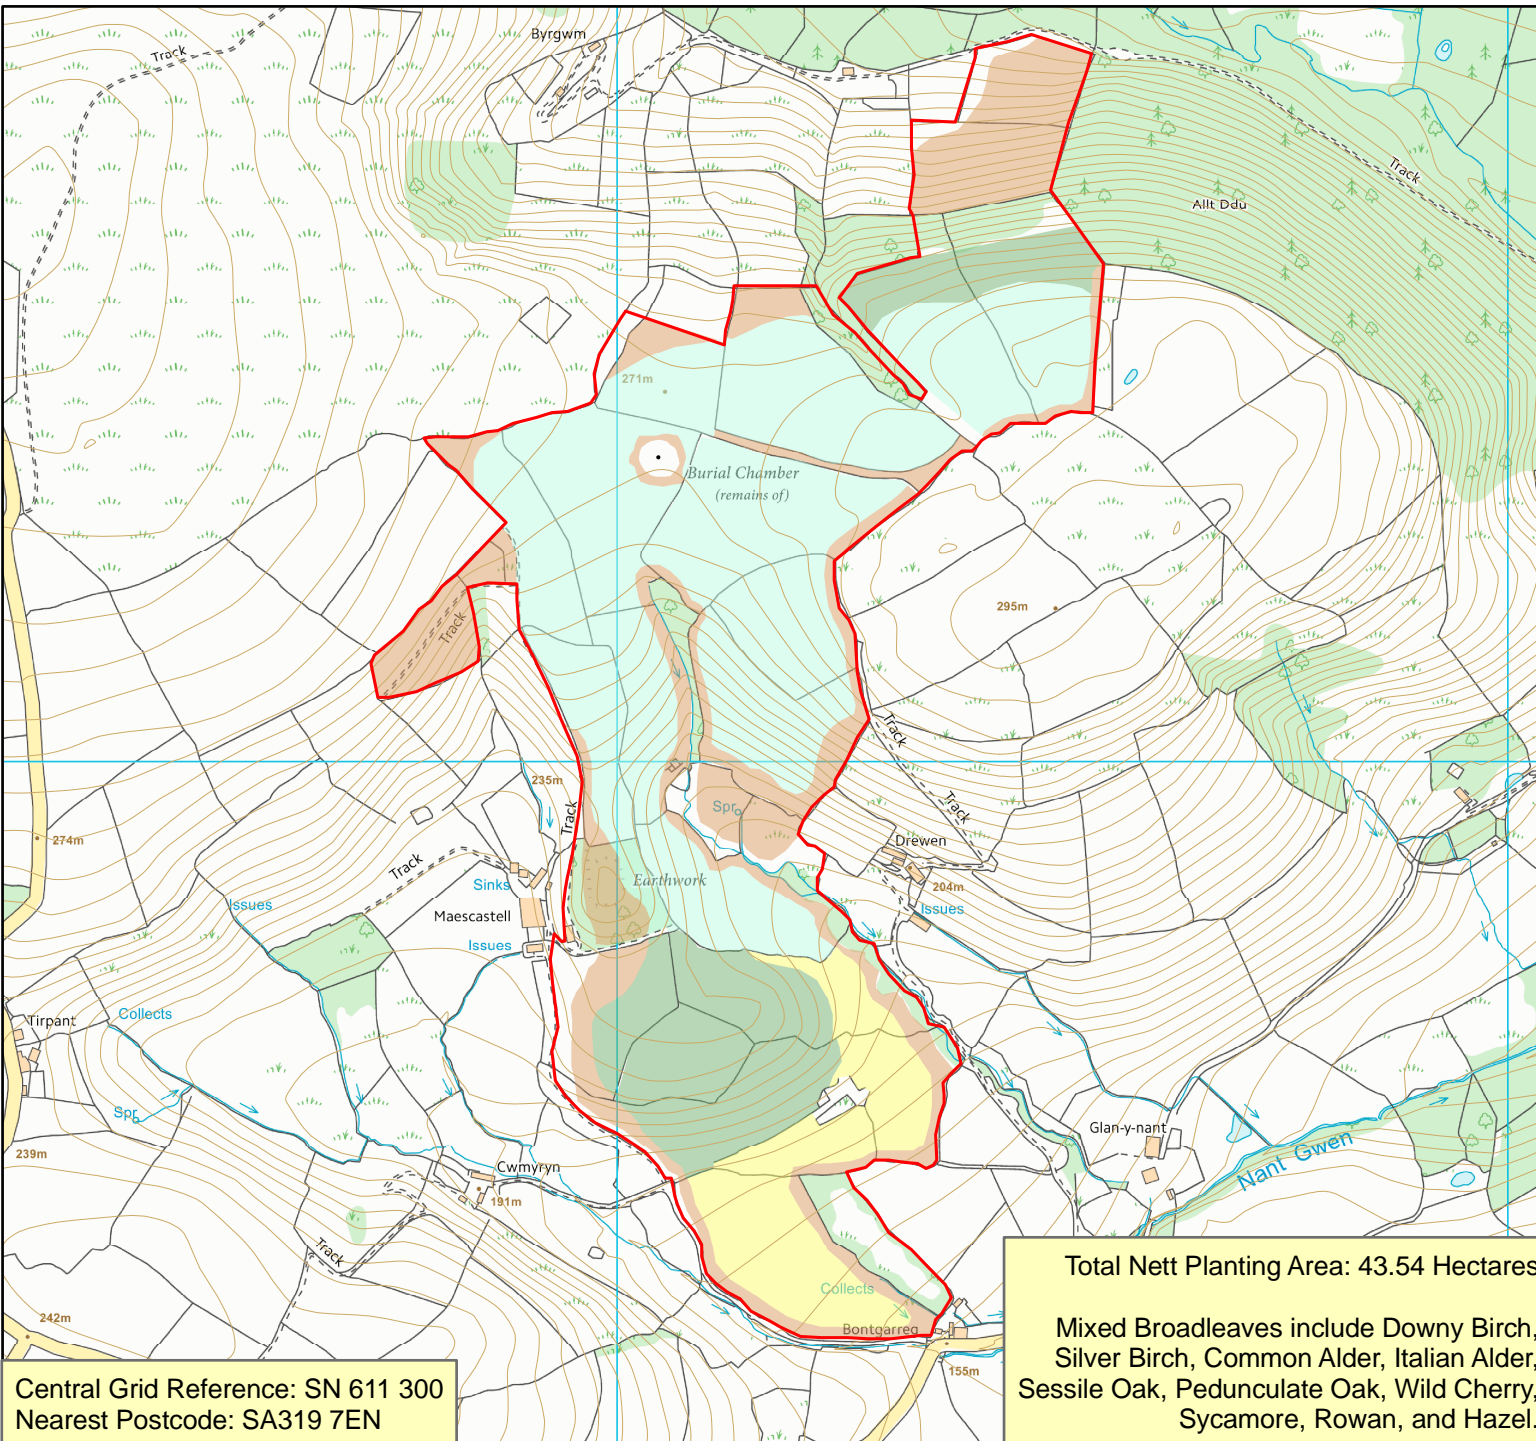 Byrgwm
Track
Track
Allt Ddu
271m
Burial Chamber
(remains of)
295m
Track
Track
235m
Track
Track
Spr
274m
Drewen
Track
Earthwork
204m
Sinks
Issues
Issues
Maescastell
Issues
Tirpant
Collects
Spr
Glan-y-nant
239m
Nant Gwen
Cwmyryn
191m
Track
Collects
242m
Bontgarreg
155m
Total Nett Planting Area: 43.54 Hectares
Mixed Broadleaves include Downy Birch,
Silver Birch, Common Alder, Italian Alder,
Sessile Oak, Pedunculate Oak, Wild Cherry,
Sycamore, Rowan, and Hazel.
Central Grid Reference: SN 611 300
Nearest Postcode: SA319 7EN